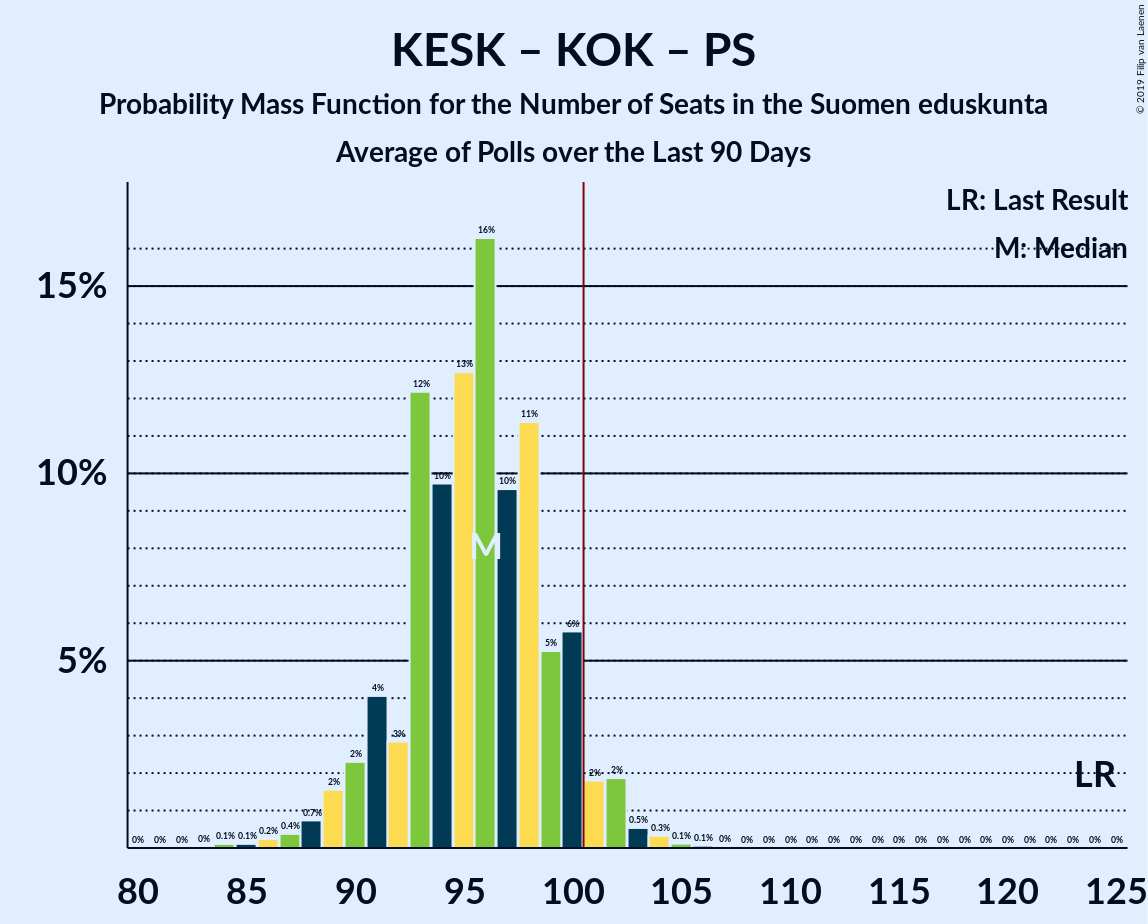 KESK – KOK – PS
Probability Mass Function for the Number of Seats in the Suomen eduskunta
Average of Polls over the Last 90 Days
© 2019 Filip van Laenen
LR: Last Result
M: Median
15%
10%
5%
0% 0% 0% 0% 0.1% 0.1% 0.2% 0.4% 0.7% 2% 2% 4% 3% 12% 10% 13% 16% 10% 11% 5% 6% 2% 2% 0.5% 0.3% 0.1% 0.1% 0% 0% 0% 0% 0% 0% 0% 0% 0% 0% 0% 0% 0% 0% 0% 0% 0% 0% 0%
M
LR
80 85 90 95 100 105 110 115 120 125